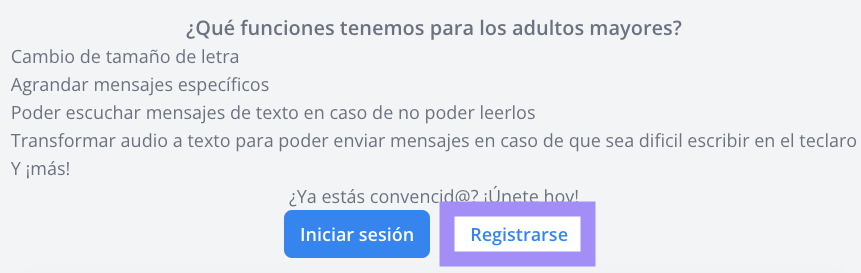 ¿Qué funciones tenemos para los adultos mayores?
Cambio de tamaño de letra
Agrandar mensajes específicos
Poder escuchar mensajes de texto en caso de no poder leerlos
Transformar audio a texto para poder enviar mensajes en caso de que sea dificil escribir en el teclaro
Y ¡más!
¿Ya estás convencid@? ¡Únete hoy!
Iniciar sesión Registrarse